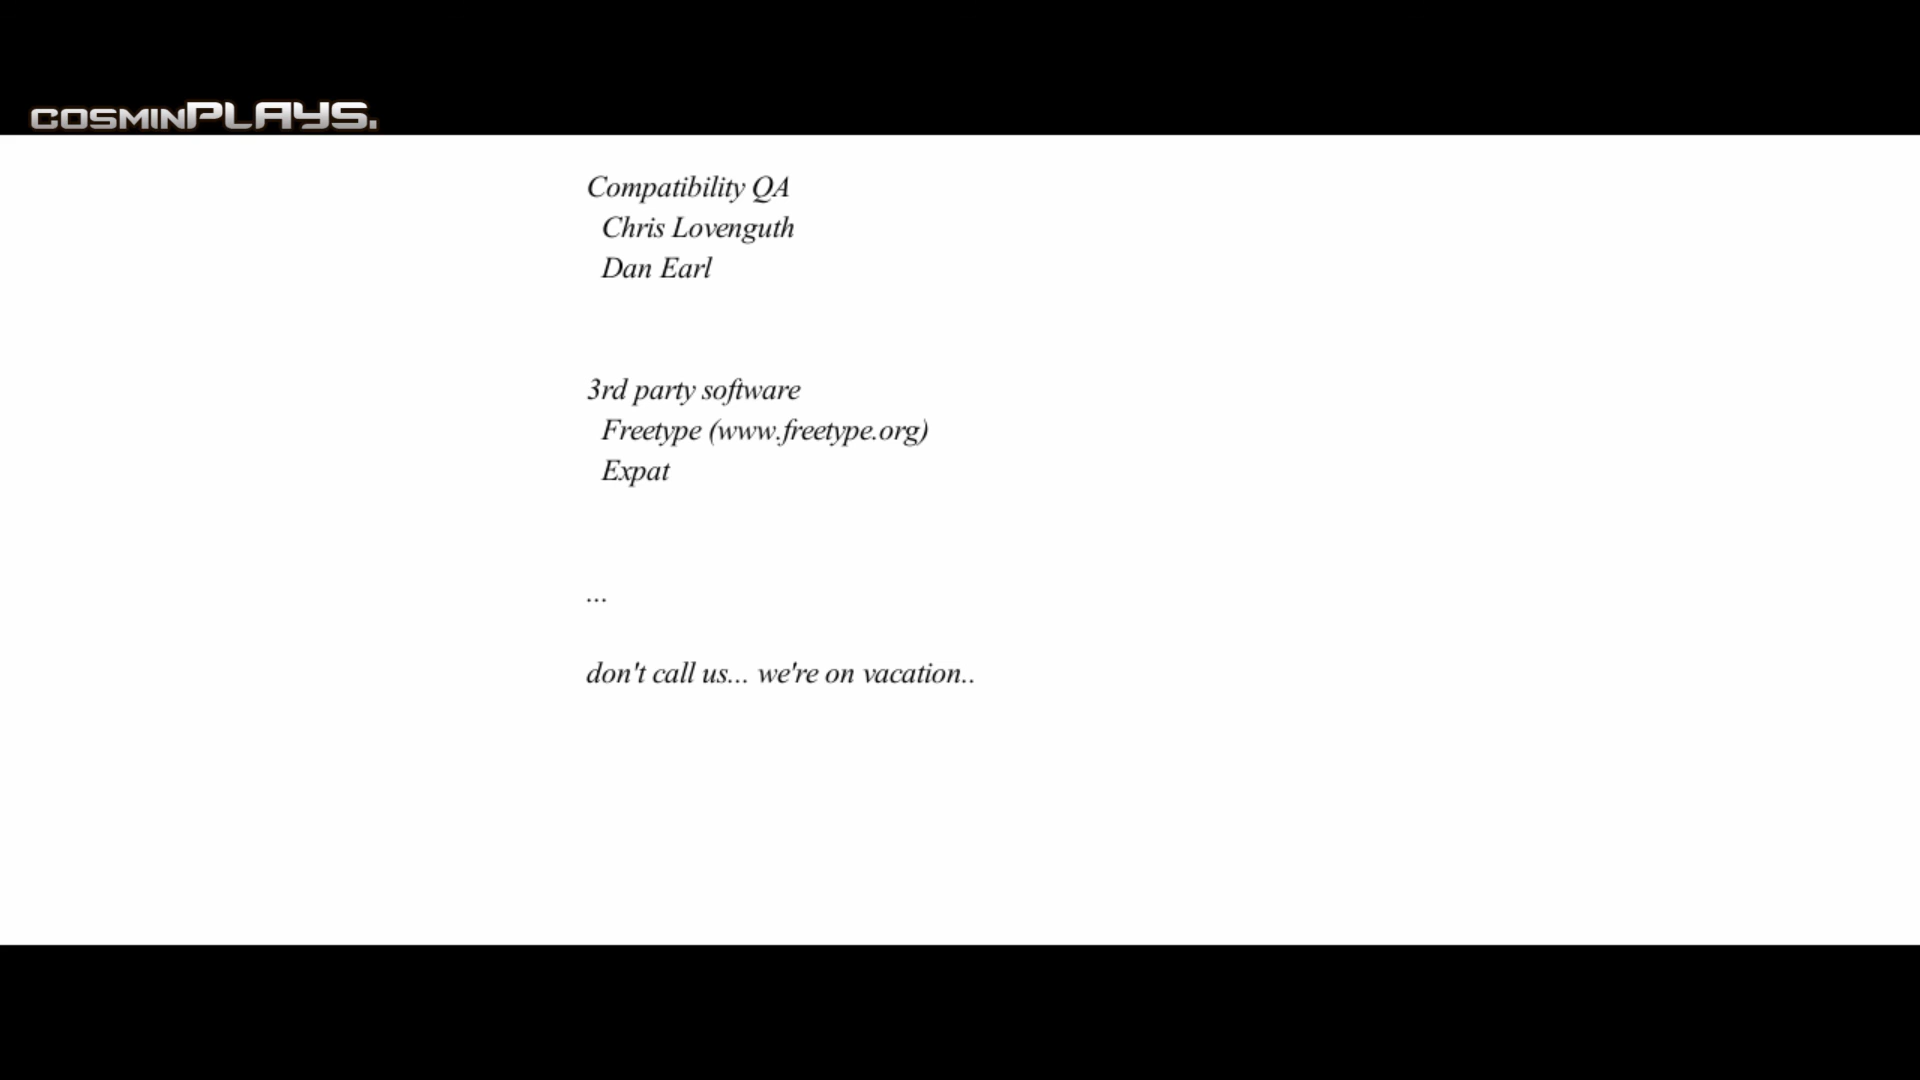 COSMINPLAYS.
Compatibility QA
Chris Lovenguth
Dan Earl
3rd party software
Freetype (www.freetype.org)
Expat
...
don't call us... we're on vacation..